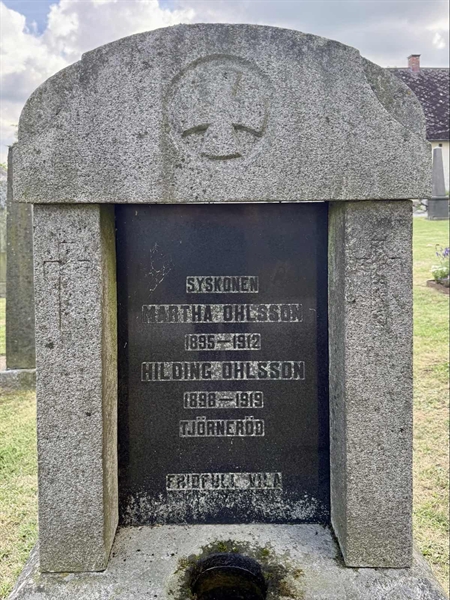 SYSKONEN
MARTHA OHLSSON
1895—1912
HILDING OHLSSON
1898—1919
TJÖRNERÖD
FRIDFULL VILA